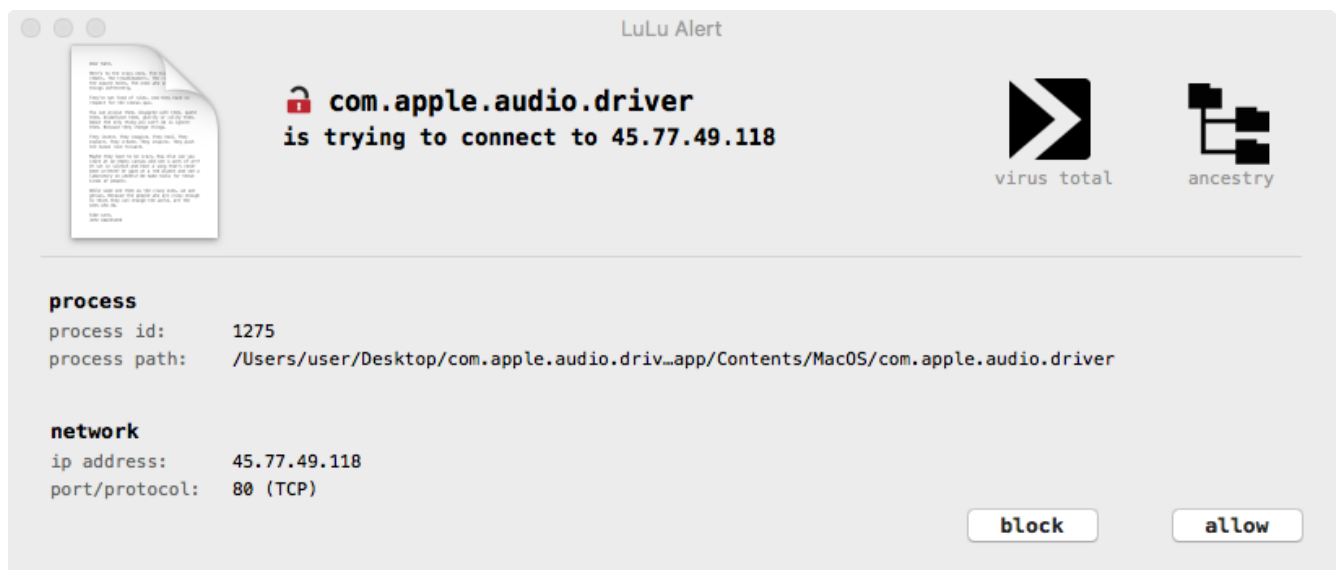 LuLu Alert
com.apple.audio.driver
is trying to connect to 45.77.49.118
virus total
ancestry
process
process id: 1275
process path: /Users/user/Desktop/com.apple.audio.driv…app/Contents/MacOS/com.apple.audio.driver
network
ip address: 45.77.49.118
port/protocol: 80 (TCP)
block
allow